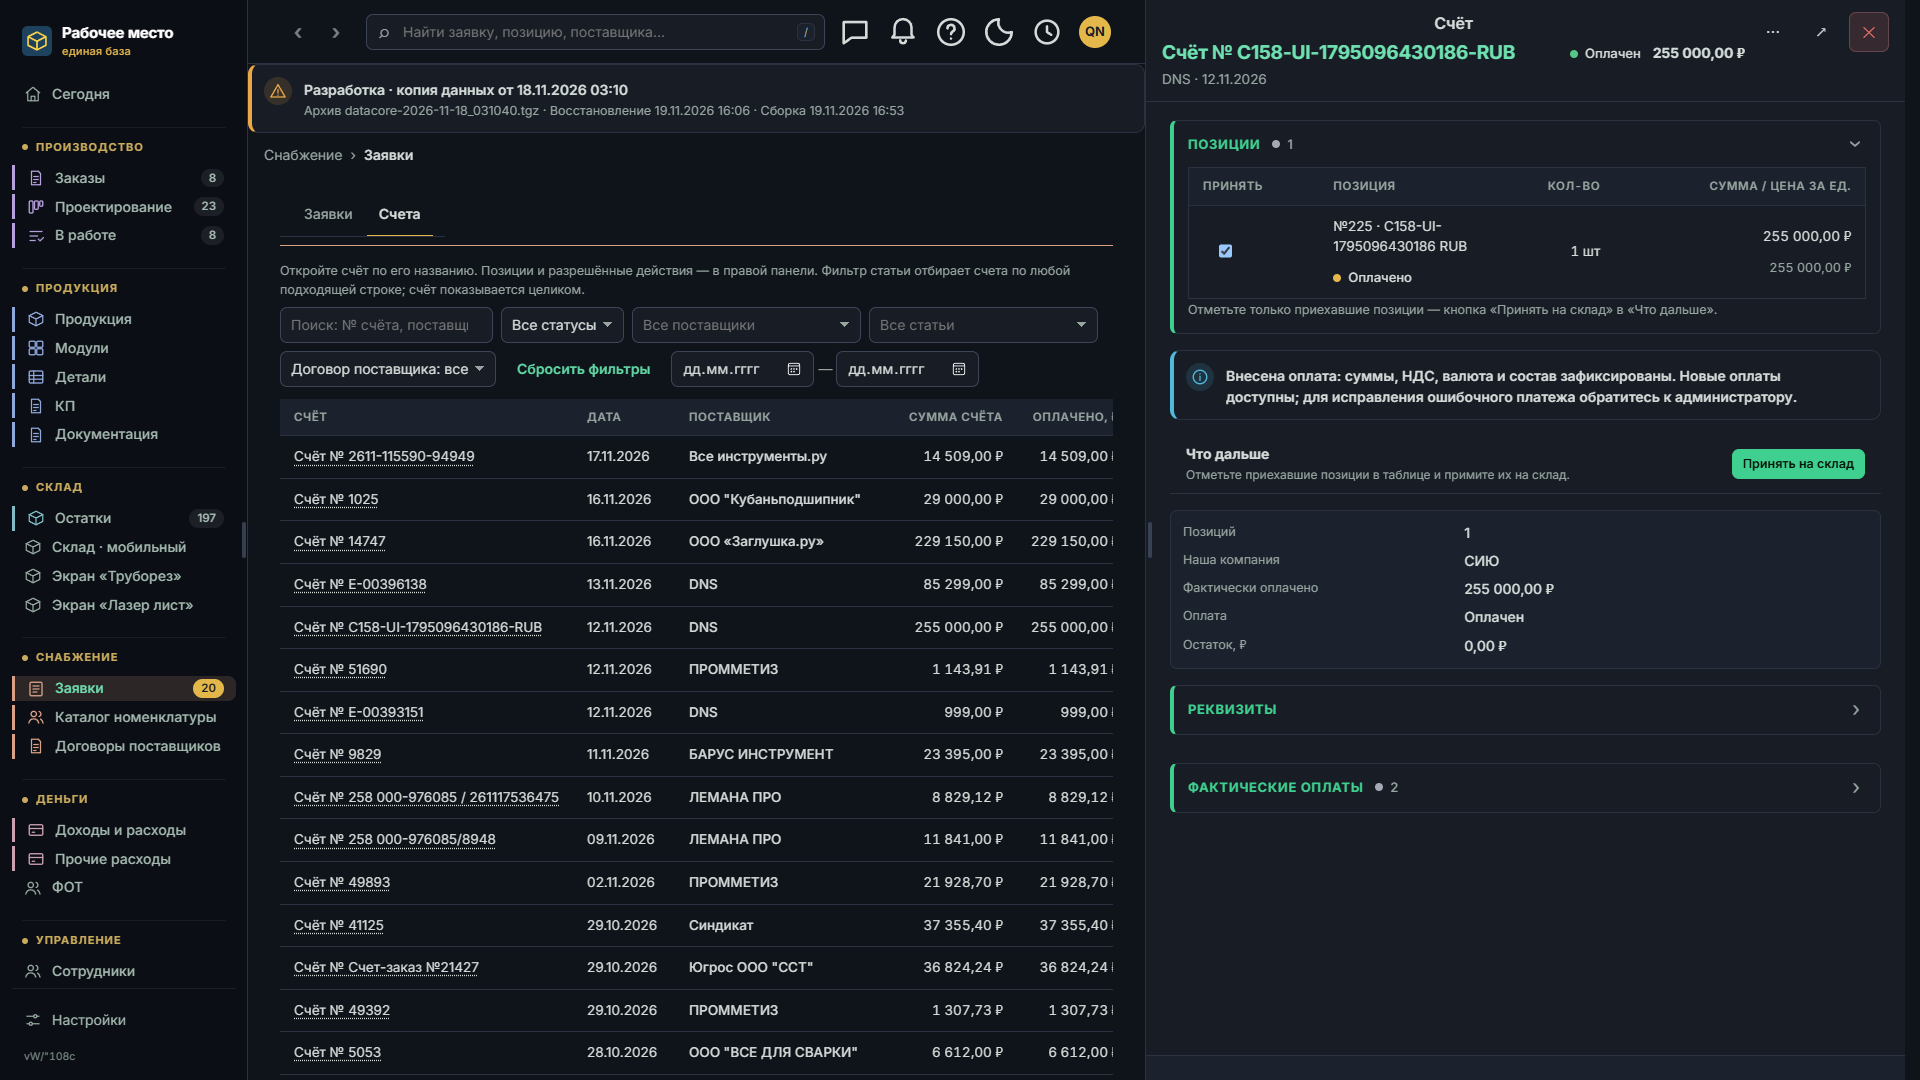 Рабочее место
единая база
Сегодня
ПРОИЗВОДСТВО
Заказы 8
Проектирование 23
В работе 8
ПРОДУКЦИЯ
Продукция
Модули
Детали
КП
Документация
СКЛАД
Остатки 197
Склад · мобильный
Экран «Труборез»
Экран «Лазер лист»
СНАБЖЕНИЕ
Заявки 20
Каталог номенклатуры
Договоры поставщиков
ДЕНЬГИ
Доходы и расходы
Прочие расходы
ФОТ
УПРАВЛЕНИЕ
Сотрудники
Настройки
vW/"108c
Найти заявку, позицию, поставщика... /
QN
Разработка · копия данных от 18.11.2026 03:10
Архив datacore-2026-11-18_031040.tgz · Восстановление 19.11.2026 16:06 · Сборка 19.11.2026 16:53
Снабжение › Заявки
Заявки Счета
Откройте счёт по его названию. Позиции и разрешённые действия — в правой панели. Фильтр статьи отбирает счета по любой
подходящей строке; счёт показывается целиком.
Поиск: № счёта, поставщи Все статусы Все поставщики Все статьи
Договор поставщика: все Сбросить фильтры дд.мм.гггг — дд.мм.гггг
СЧЁТ ДАТА ПОСТАВЩИК СУММА СЧЁТА ОПЛАЧЕНО,
Счёт № 2611-115590-94949 17.11.2026 Все инструменты.ру 14 509,00 ₽ 14 509,00
Счёт № 1025 16.11.2026 ООО "Кубаньподшипник" 29 000,00 ₽ 29 000,00
Счёт № 14747 16.11.2026 ООО «Заглушка.ру» 229 150,00 ₽ 229 150,00
Счёт № Е-00396138 13.11.2026 DNS 85 299,00 ₽ 85 299,00
Счёт № C158-UI-1795096430186-RUB 12.11.2026 DNS 255 000,00 ₽ 255 000,00
Счёт № 51690 12.11.2026 ПРОММЕТИЗ 1 143,91 ₽ 1 143,91
Счёт № Е-00393151 12.11.2026 DNS 999,00 ₽ 999,00
Счёт № 9829 11.11.2026 БАРУС ИНСТРУМЕНТ 23 395,00 ₽ 23 395,00
Счёт № 258 000-976085 / 261117536475 10.11.2026 ЛЕМАНА ПРО 8 829,12 ₽ 8 829,12
Счёт № 258 000-976085/8948 09.11.2026 ЛЕМАНА ПРО 11 841,00 ₽ 11 841,00
Счёт № 49893 02.11.2026 ПРОММЕТИЗ 21 928,70 ₽ 21 928,70
Счёт № 41125 29.10.2026 Синдикат 37 355,40 ₽ 37 355,40
Счёт № Счет-заказ №21427 29.10.2026 Югрос ООО "ССТ" 36 824,24 ₽ 36 824,24
Счёт № 49392 29.10.2026 ПРОММЕТИЗ 1 307,73 ₽ 1 307,73
Счёт № 5053 28.10.2026 ООО "ВСЕ ДЛЯ СВАРКИ" 6 612,00 ₽ 6 612,00
Счёт
Счёт № C158-UI-1795096430186-RUB Оплачен 255 000,00 ₽
DNS · 12.11.2026
ПОЗИЦИИ 1
ПРИНЯТЬ ПОЗИЦИЯ КОЛ-ВО СУММА / ЦЕНА ЗА ЕД.
№225 · C158-UI-
1795096430186 RUB
Оплачено
1 шт
255 000,00 ₽
255 000,00 ₽
Отметьте только приехавшие позиции — кнопка «Принять на склад» в «Что дальше».
Внесена оплата: суммы, НДС, валюта и состав зафиксированы. Новые оплаты
доступны; для исправления ошибочного платежа обратитесь к администратору.
Что дальше
Отметьте приехавшие позиции в таблице и примите их на склад.
Принять на склад
Позиций 1
Наша компания СИЮ
Фактически оплачено 255 000,00 ₽
Оплата Оплачен
Остаток, ₽ 0,00 ₽
РЕКВИЗИТЫ
ФАКТИЧЕСКИЕ ОПЛАТЫ 2